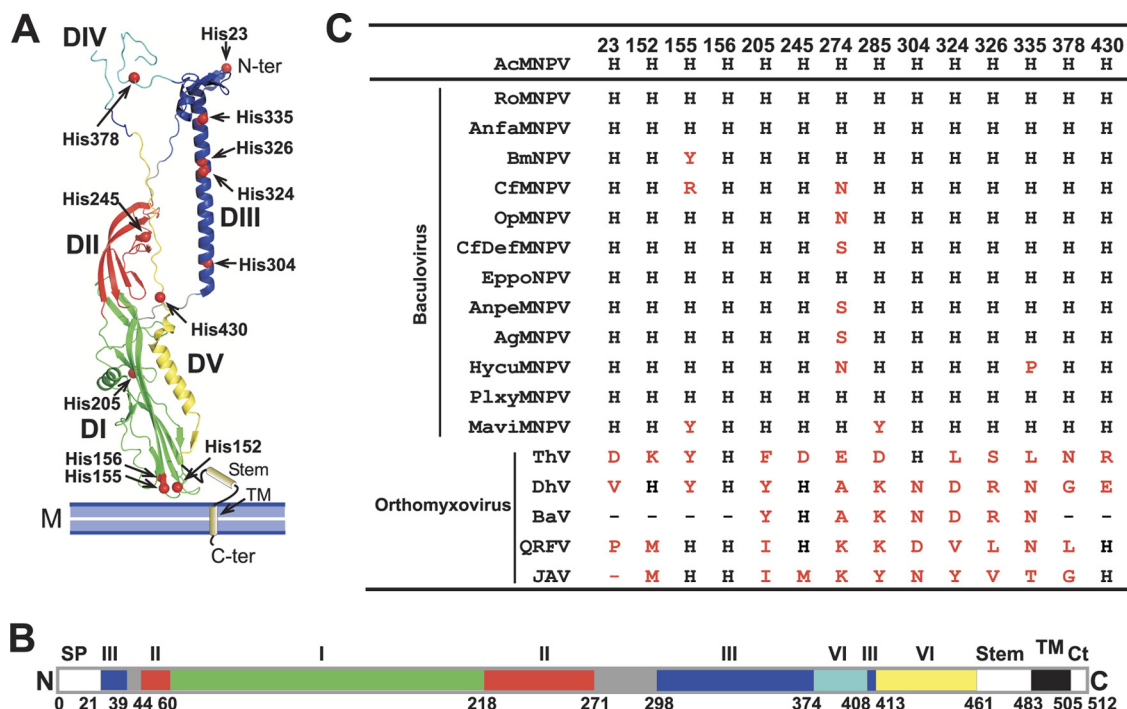 A
DIV
His23
N-ter
His378
His335
His326
His324
His245
DIII
DII
His304
His430
DV
His205
DI
His152
His156
His155
Stem
TM
M
C-ter
C
23 152 155 156 205 245 274 285 304 324 326 335 378 430
AcMNPV H H H H H H H H H H H H H H
Baculovirus
RoMNPV H H H H H H H H H H H H H H
AnfaMNPV H H H H H H H H H H H H H H
BmNPV H H Y H H H H H H H H H H H
CfMNPV H H R H H H N H H H H H H H
OpMNPV H H H H H H N H H H H H H H
CfDefMNPV H H H H H H S H H H H H H H
EppoNPV H H H H H H H H H H H H H H
AnpeMNPV H H H H H H S H H H H H H H
AgMNPV H H H H H H S H H H H H H H
HycuMNPV H H H H H H N H H H H P H H
PlxyMNPV H H H H H H H H H H H H H H
MaviMNPV H H Y H H H H Y H H H H H H
Orthomyxovirus
ThV D K Y H F D E D H L S L N R
DhV V H Y H Y H A K N D R N G E
BaV - - - - Y H A K N D R N - -
QRFV P M H H I H K K D V L N L H
JAV - M H H I M K Y N Y V T G H
B
SP III II I II III VI III VI Stem TM Ct
N C
0 21 39 44 60 218 271 298 374 408 413 461 483 505 512